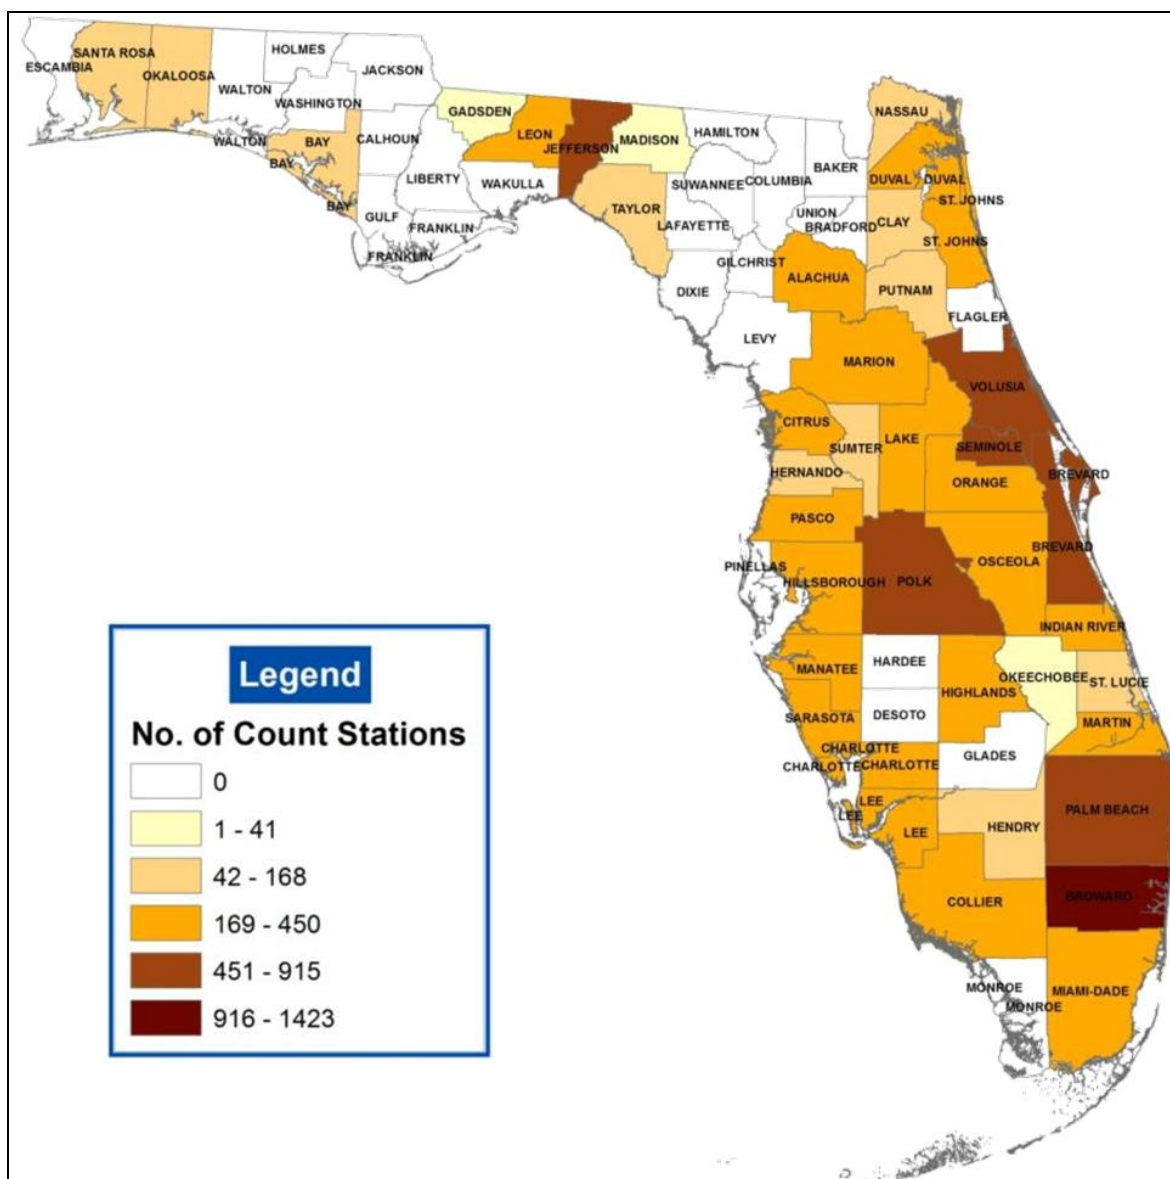 HOLMES
SANTA ROSA
ESCAMBIA
OKALOOSA
JACKSON
WALTON
WASHINGTON
GADSDEN
NASSAU
LEON
JEFFERSON
MADISON
HAMILTON
WALTON
BAY
CALHOUN
BAY
LIBERTY
WAKULLA
SUWANNEE
COLUMBIA
BAKER
DUVAL
DUVAL
ST. JOHNS
BAY
GULF
FRANKLIN
FRANKLIN
TAYLOR
LAFAYETTE
UNION
BRADFORD
CLAY
ST. JOHNS
GILCHRIST
ALACHUA
DIXIE
PUTNAM
FLAGLER
LEVY
MARION
VOLUSIA
CITRUS
SUMTER
LAKE
SEMINOLE
HERNANDO
ORANGE
BREVARD
PASCO
BREVARD
PINELLAS
HILLSBOROUGH
POLK
OSCEOLA
INDIAN RIVER
MANATEE
HARDEE
OKEECHOBEE
ST. LUCIE
HIGHLANDS
SARASOTA
DESOTO
MARTIN
CHARLOTTE
CHARLOTTE
CHARLOTTE
GLADES
LEE
LEE
LEE
HENDRY
PALM BEACH
COLLIER
BROWARD
MONROE
MONROE
MIAMI-DADE
Legend
No. of Count Stations
0
1 - 41
42 - 168
169 - 450
451 - 915
916 - 1423